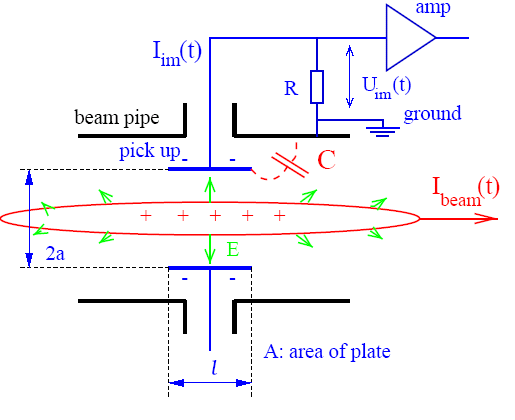 amp
I_im(t)
R
U_im(t)
beam pipe
ground
pick up
- -
C
I_beam(t)
+ + + + +
2a
E
- -
l
A: area of plate